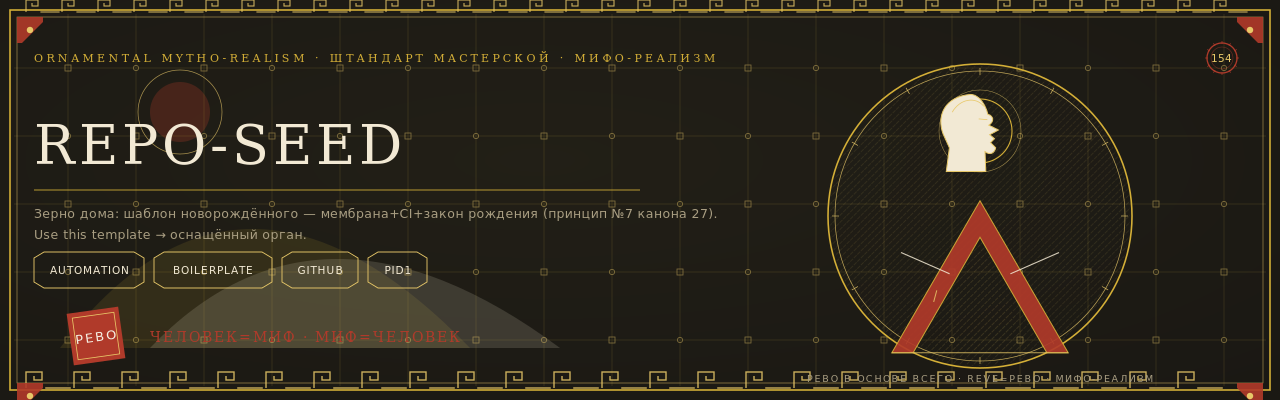 ORNAMENTAL MYTHO-REALISM · ШТАНДАРТ МАСТЕРСКОЙ · МИФО-РЕАЛИЗМ
154
REPO-SEED
Зерно дома: шаблон новорождённого — мембрана+CI+закон рождения (принцип №7 канона 27).
Use this template → оснащённый орган.
AUTOMATION
BOILERPLATE
GITHUB
PID1
РЕВО
ЧЕЛОВЕК=МИФ · МИФ=ЧЕЛОВЕК
РЕВО В ОСНОВЕ ВСЕГО · REVE=РЕВО · МИФО-РЕАЛИЗМ